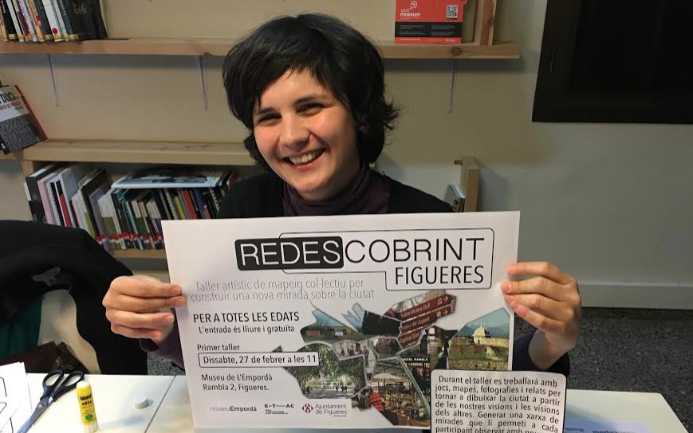 REDESCOBRINT
FIGUERES
Taller artístic de mapeig col·lectiu per
construir una nova mirada sobre la ciutat
PER A TOTES LES EDATS
L'entrada és lliure i gratuïta
Primer taller
Dissabte, 27 de febrer a les 11
Museu de L'Empordà
Rambla 2, Figueres.
museuEmpordà
Ajuntament
de Figueres
Durant el taller es treballarà amb
jocs, mapes, fotografies i relats per
tornar a dibuixar la ciutat a partir
de les nostres visions i les visions
dels altres. Generar una xarxa de
mirades que li permeti a cada
participant observar amb